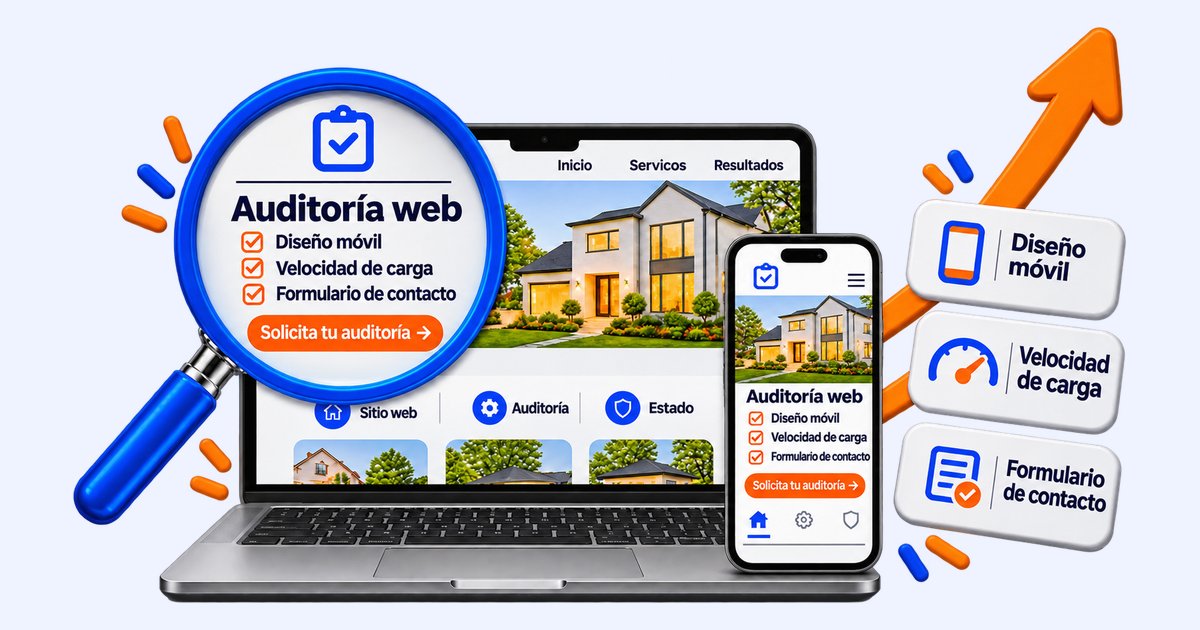 Inicio Servicios Resultados
Auditoría web
Diseño móvil
Velocidad de carga
Formulario de contacto
Solicita tu auditoría →
Sitio web Auditoría Estado
Auditoría web
Diseño móvil
Velocidad de carga
Formulario de contacto
Solicita tu auditoría →
Diseño
móvil
Velocidad
de carga
Formulario
de contacto